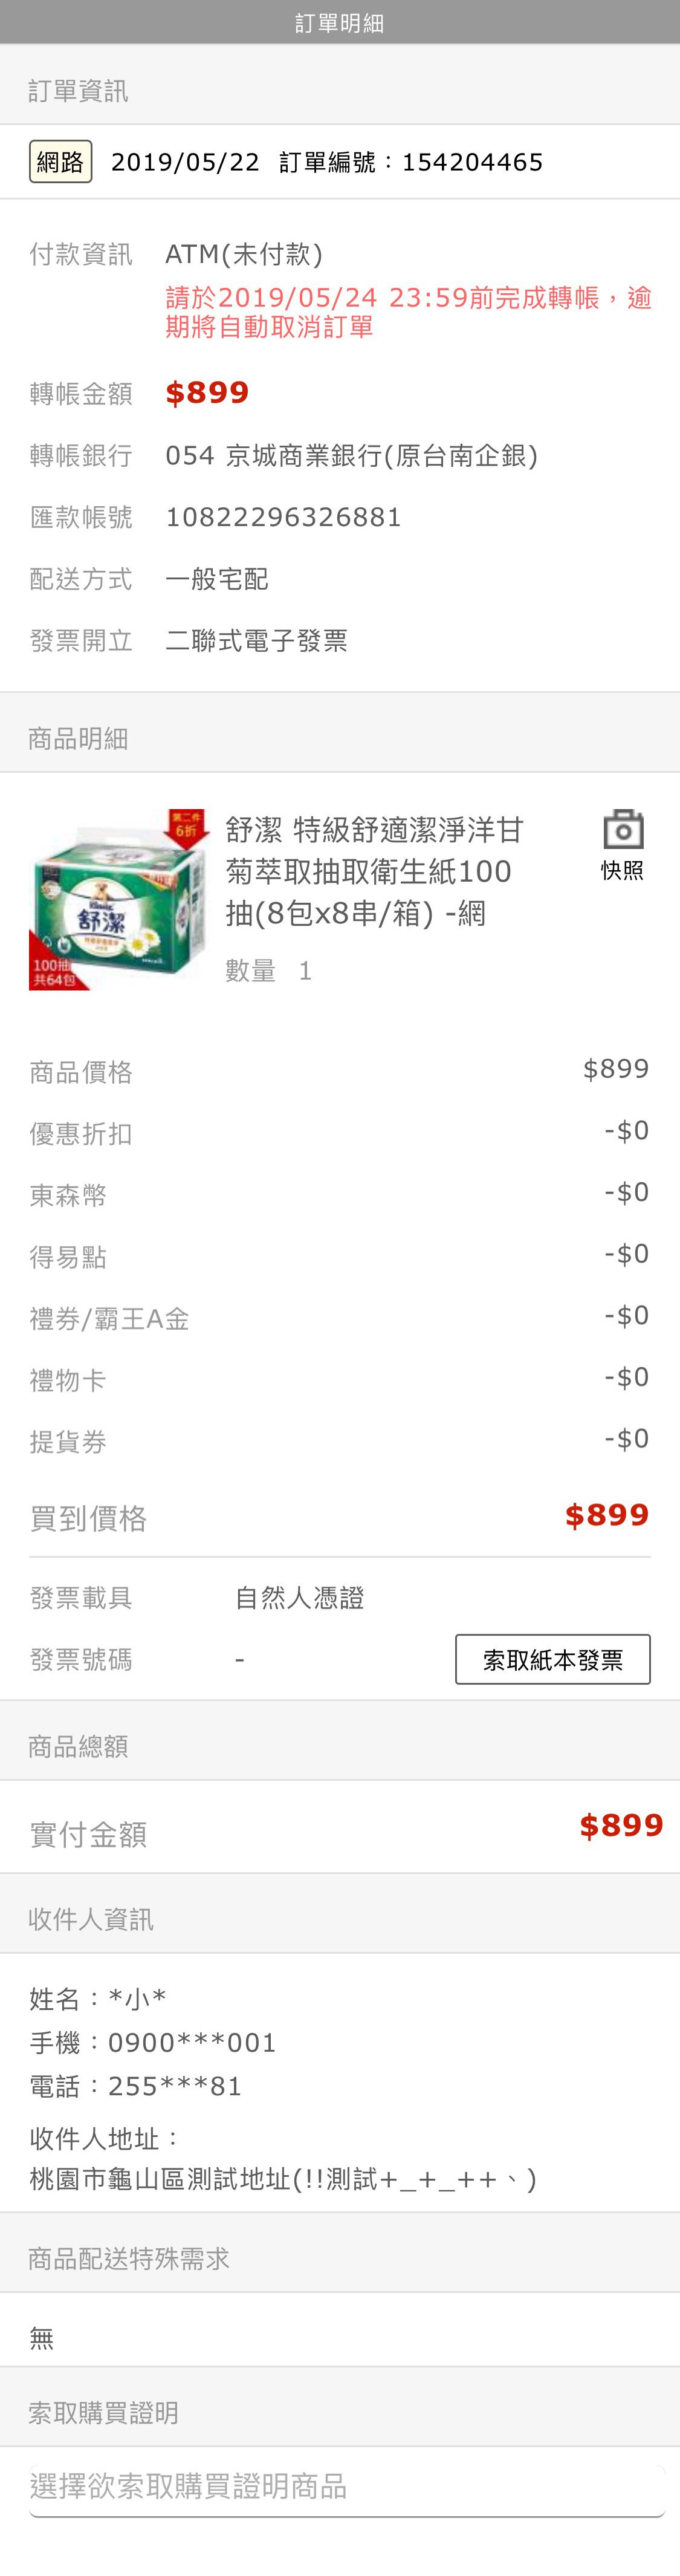 訂單明細
訂單資訊
網路 2019/05/22 訂單編號：154204465
付款資訊 ATM(未付款)
請於2019/05/24 23:59前完成轉帳，逾
期將自動取消訂單
轉帳金額 $899
轉帳銀行 054 京城商業銀行(原台南企銀)
匯款帳號 10822296326881
配送方式 一般宅配
發票開立 二聯式電子發票
商品明細
第二件
6折
舒潔
100抽
共64包
舒潔 特級舒適潔淨洋甘
菊萃取抽取衛生紙100
抽(8包x8串/箱) -網
快照
數量 1
商品價格 $899
優惠折扣 -$0
東森幣 -$0
得易點 -$0
禮券/霸王A金 -$0
禮物卡 -$0
提貨券 -$0
買到價格 $899
發票載具 自然人憑證
發票號碼 - 索取紙本發票
商品總額
實付金額 $899
收件人資訊
姓名：*小*
手機：0900***001
電話：255***81
收件人地址：
桃園市龜山區測試地址(!!測試+_+_++、)
商品配送特殊需求
無
索取購買證明
選擇欲索取購買證明商品